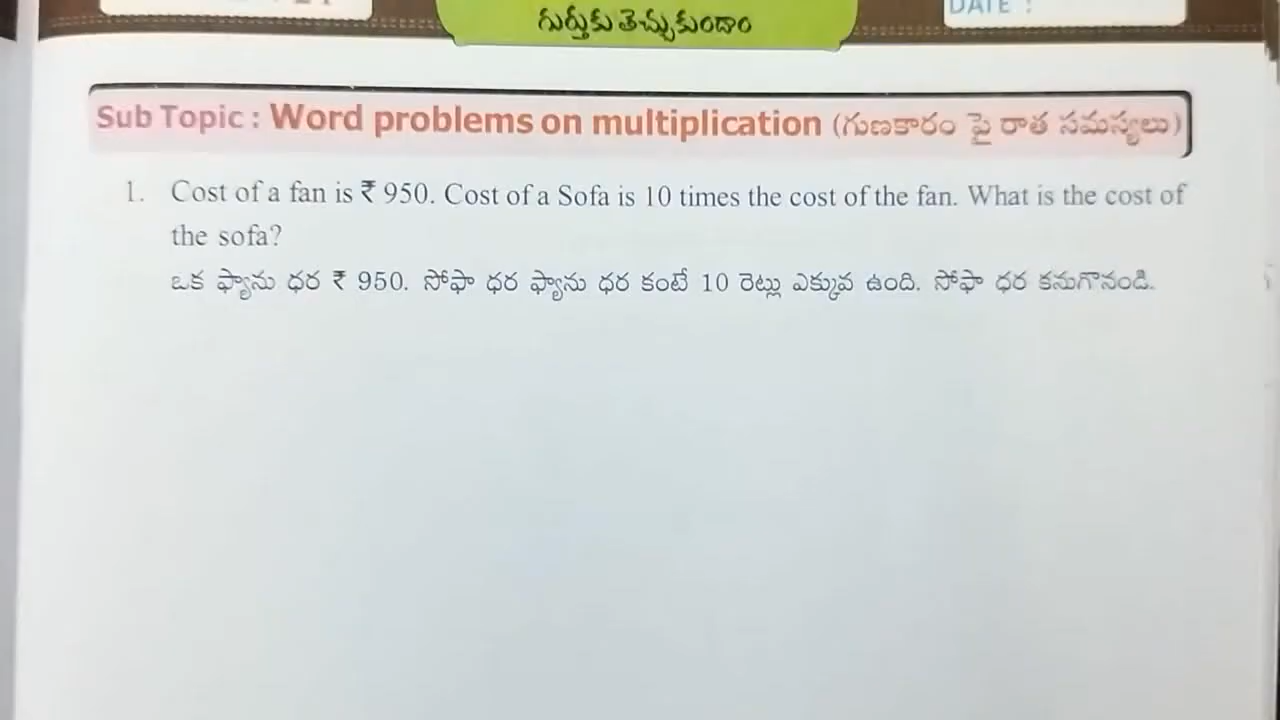 గుర్తుకు తెచ్చుకుందాం
DATE :
Sub Topic : Word problems on multiplication (గుణకారం పై రాత సమస్యలు)
1. Cost of a fan is ₹ 950. Cost of a Sofa is 10 times the cost of the fan. What is the cost of
the sofa?
ఒక ఫ్యాను ధర ₹ 950. సోఫా ధర ఫ్యాను ధర కంటే 10 రెట్లు ఎక్కువ ఉంది. సోఫా ధర కనుగొనండి.